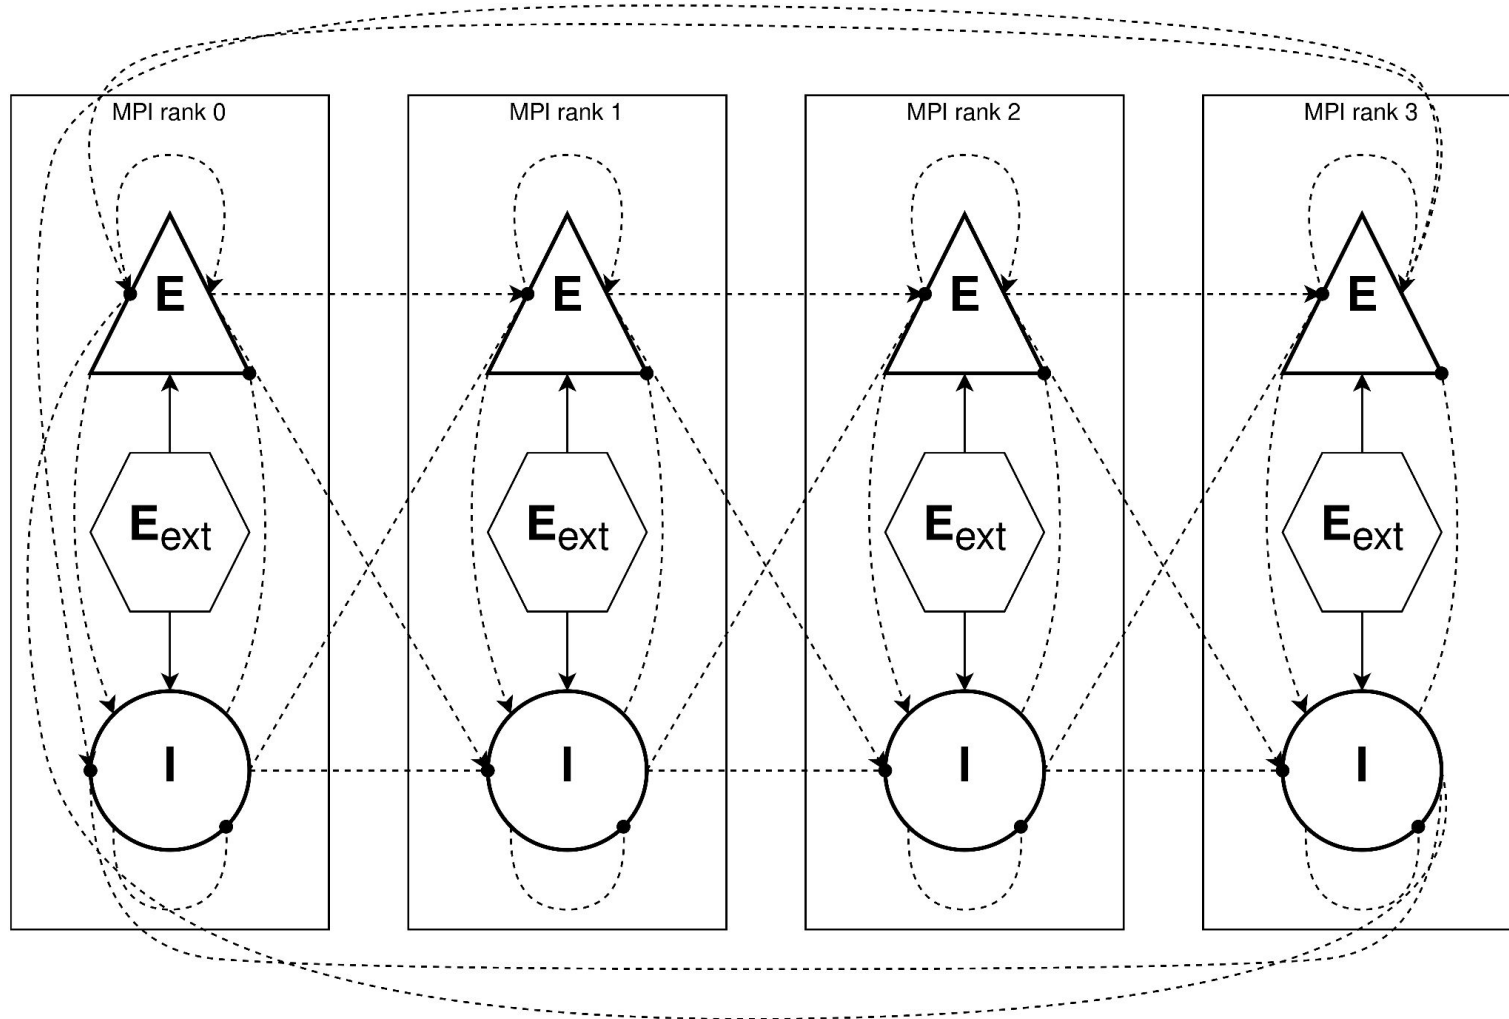 MPI rank 0
MPI rank 1
MPI rank 2
MPI rank 3
E
E
E
E
Eext
Eext
Eext
Eext
I
I
I
I